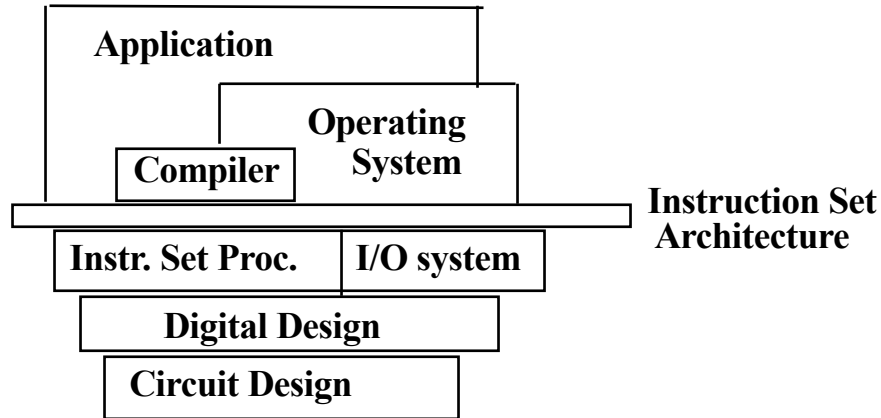 Application
Operating
System
Compiler
Instruction Set
Architecture
Instr. Set Proc.
I/O system
Digital Design
Circuit Design